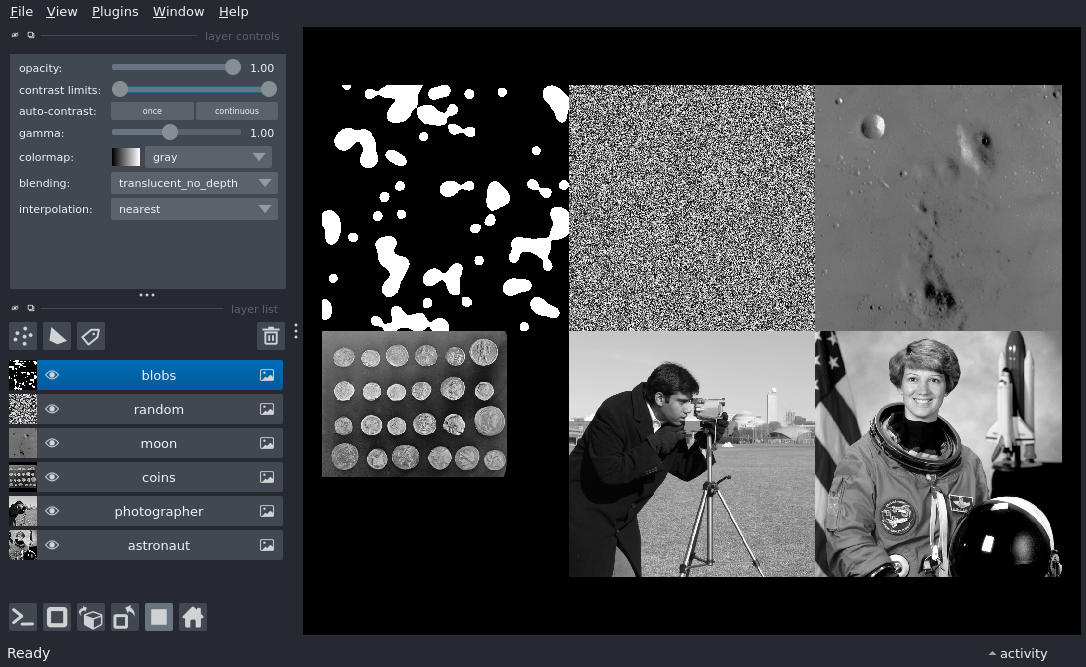 File View Plugins Window Help
layer controls
opacity: 1.00
contrast limits:
auto-contrast: once continuous
gamma: 1.00
colormap: gray
blending: translucent_no_depth
interpolation: nearest
layer list
blobs
random
moon
coins
photographer
astronaut
Ready
activity